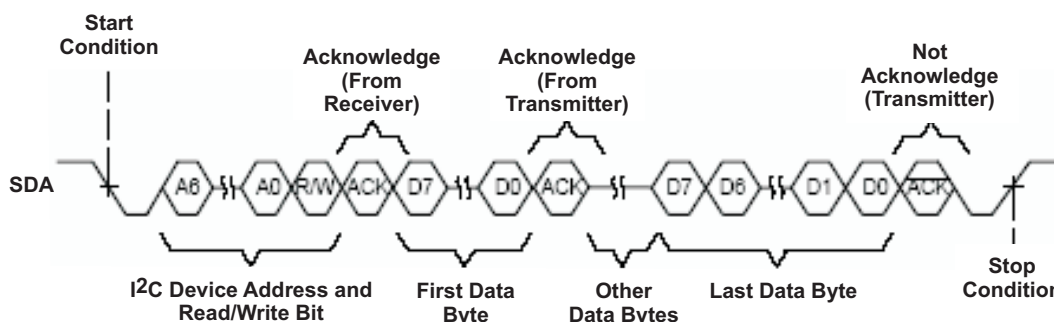 Start
Condition
Acknowledge
(From
Receiver)
Acknowledge
(From
Transmitter)
Not
Acknowledge
(Transmitter)
SDA
A6
A0
R/W
ACK
D7
D0
ACK
D7
D6
D1
D0
ACK
I2C Device Address and
Read/Write Bit
First Data
Byte
Other
Data Bytes
Last Data Byte
Stop
Condition